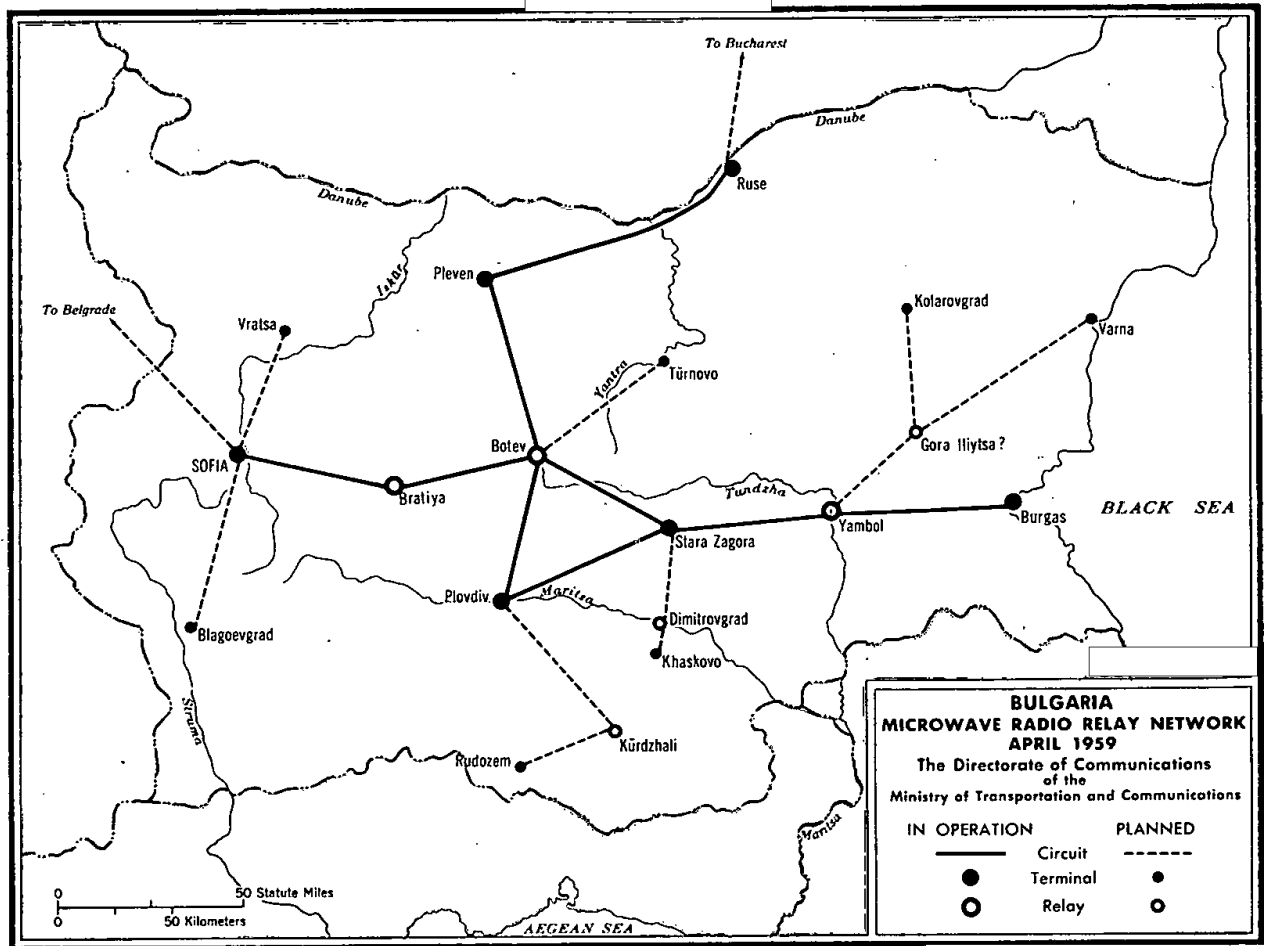 To Bucharest
Danube
Ruse
Danube
Iskŭr
Pleven
To Belgrade
Vratsa
Kolarovgrad
Varna
Yantra
Tŭrnovo
Botev
Gora Iliytsa?
SOFIA
Bratiya
Tundzha
Yambol
Burgas
BLACK SEA
Stara Zagora
Plovdiv
Maritsa
Dimitrovgrad
Blagoevgrad
Khaskovo
Struma
Kŭrdzhali
Rudozem
BULGARIA
MICROWAVE RADIO RELAY NETWORK
APRIL 1959
The Directorate of Communications
of the
Ministry of Transportation and Communications
IN OPERATION PLANNED
Circuit
Terminal
Relay
Maritsa
0 50 Statute Miles
0 50 Kilometers
AEGEAN SEA